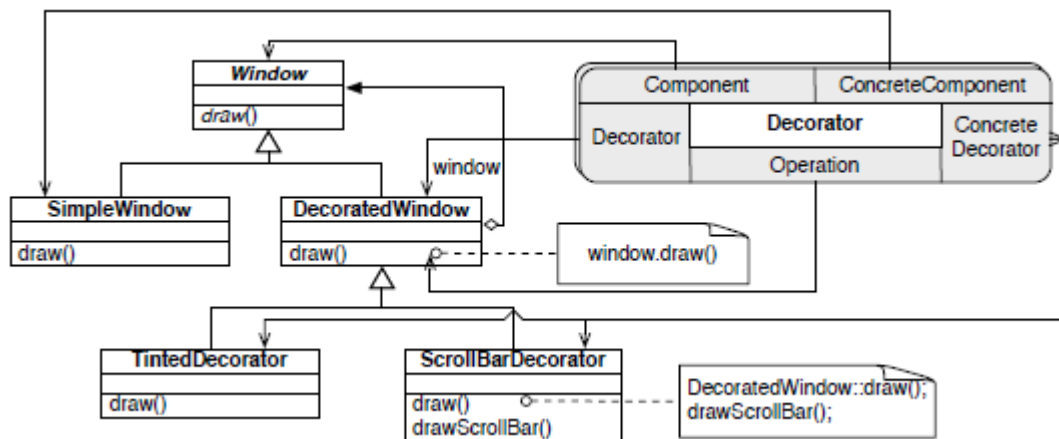 Window
draw()
window
SimpleWindow
draw()
DecoratedWindow
draw()
window.draw()
Component
ConcreteComponent
Decorator
Decorator
Concrete
Decorator
Operation
TintedDecorator
draw()
ScrollBarDecorator
draw()
drawScrollBar()
DecoratedWindow::draw();
drawScrollBar();